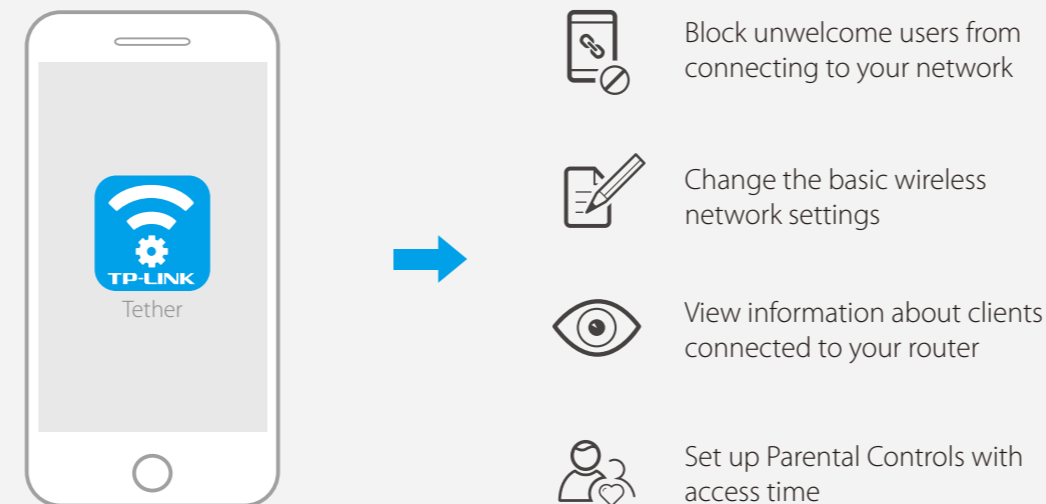 TP-LINK
Tether
Block unwelcome users from
connecting to your network
Change the basic wireless
network settings
View information about clients
connected to your router
Set up Parental Controls with
access time